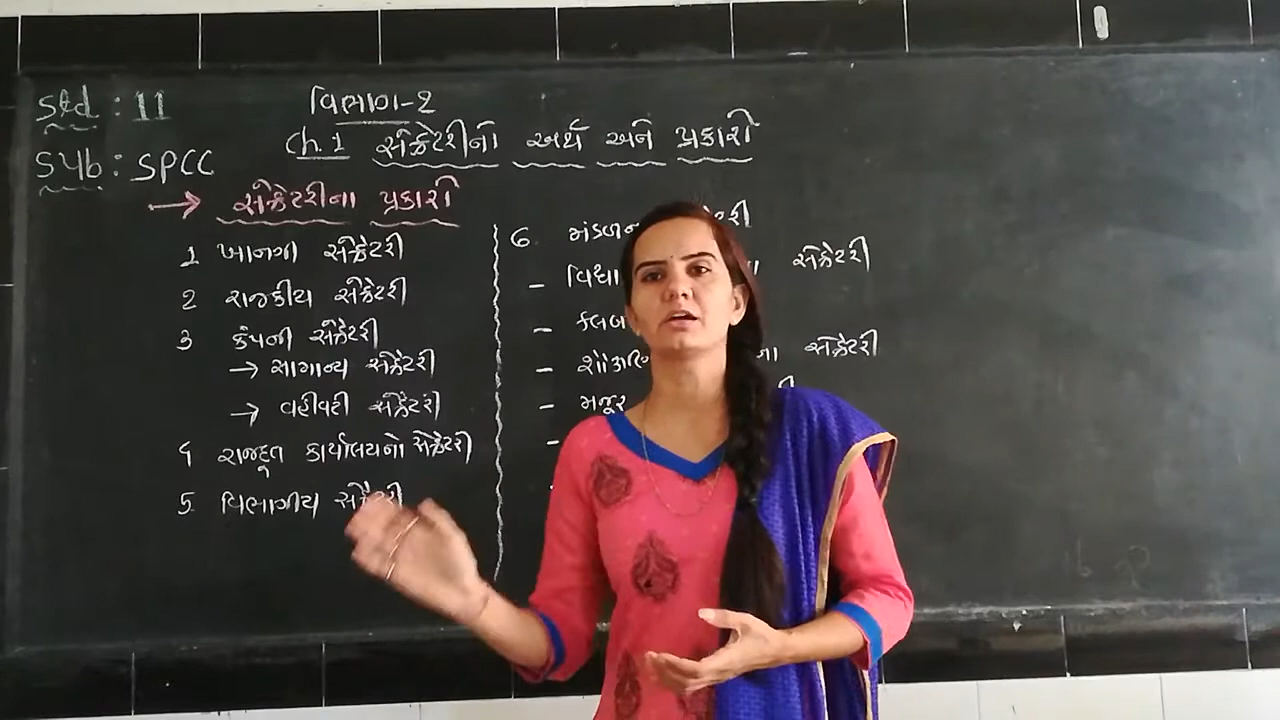 Std : 11
વિભાગ-2
Ch. 1 સેક્રેટરીનો અર્થ અને પ્રકારો
Sub : SPCC
→ સેક્રેટરીના પ્રકારો
1 ખાનગી સેક્રેટરી
2 રાજકીય સેક્રેટરી
3 કંપની સેક્રેટરી
→ સામાન્ય સેક્રેટરી
→ વહીવટી સેક્રેટરી
4 રાજદૂત કાર્યાલયનો સેક્રેટરી
5 વિભાગીય સેક્રેટરી
6.
- સેક્રેટરી
-
- સેક્રેટરી
- મજૂર
-